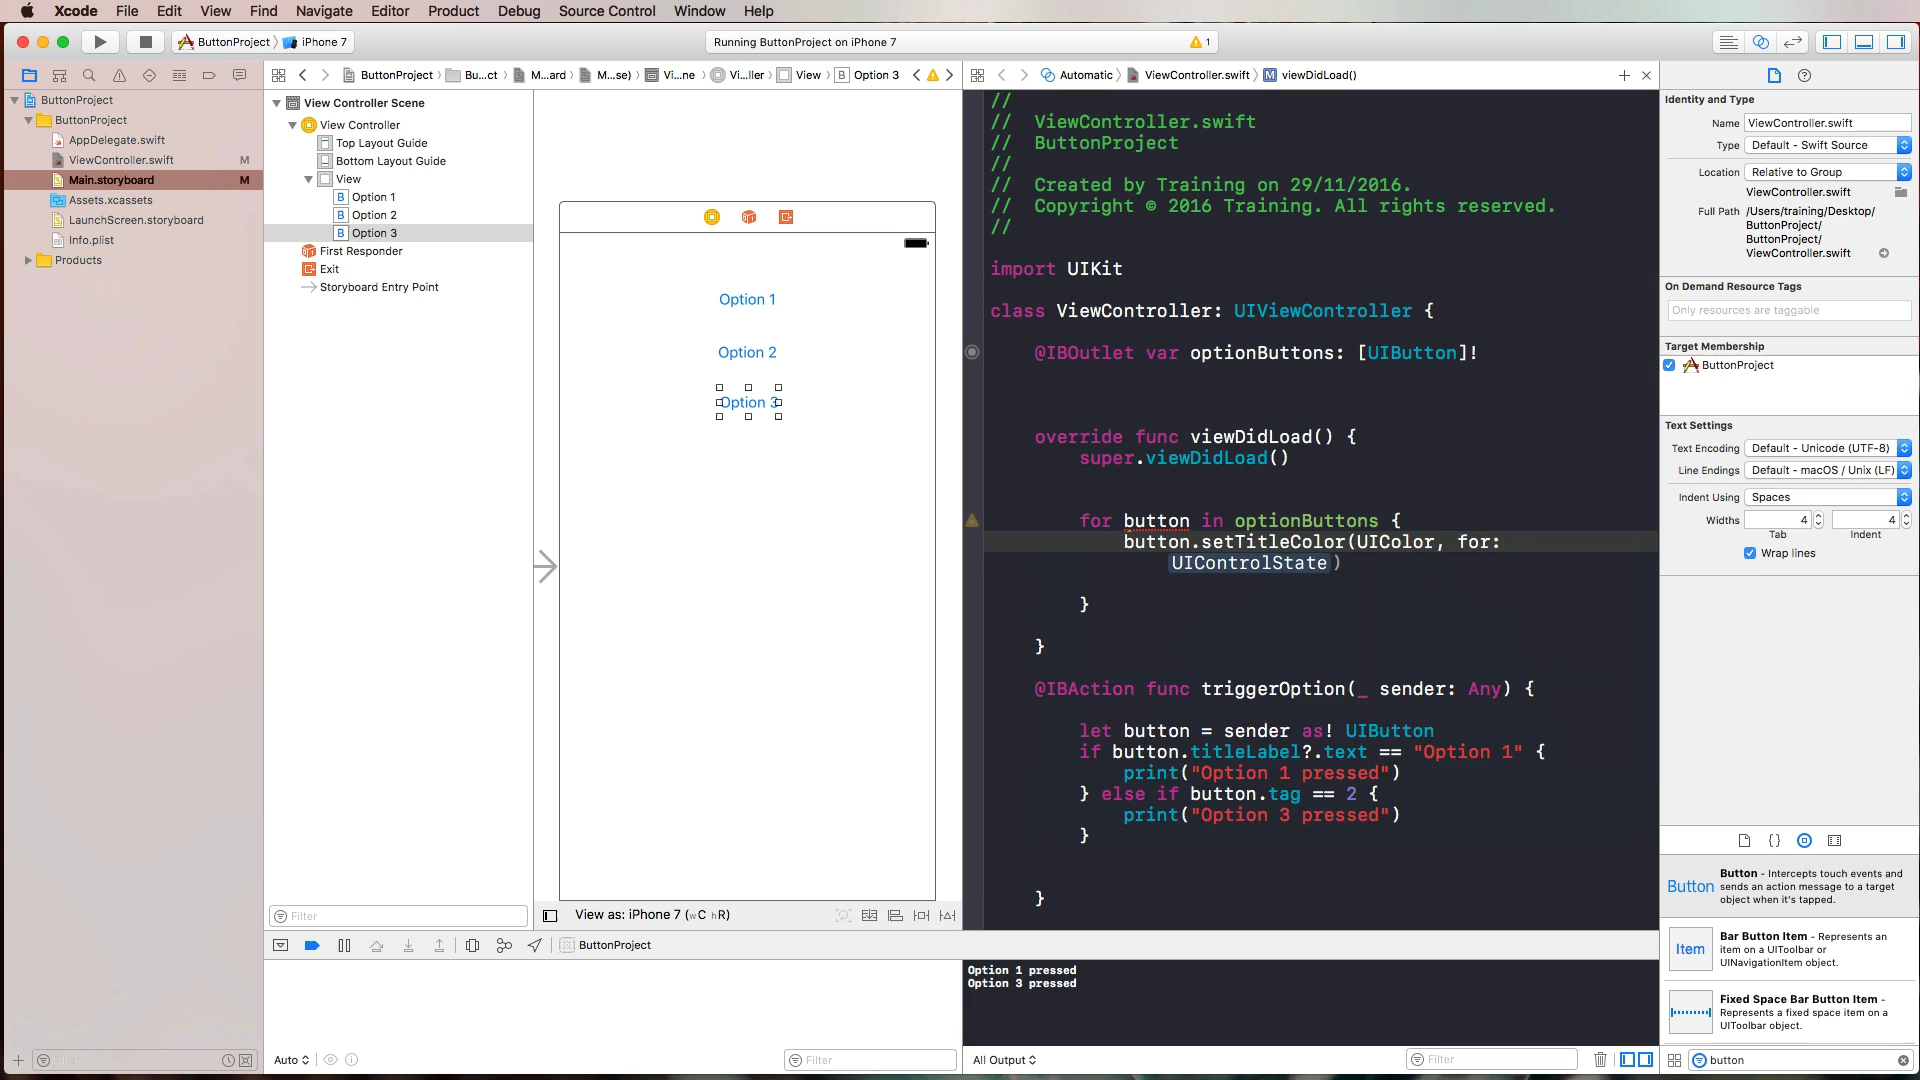 Xcode File Edit View Find Navigate Editor Product Debug Source Control Window Help
ButtonProject iPhone 7
Running ButtonProject on iPhone 7
1
ButtonProject Bu...ct M...ard M...se) Vi...ne Vi...ller View B Option 3
Automatic ViewController.swift M viewDidLoad()
ButtonProject
ButtonProject
AppDelegate.swift
ViewController.swift M
Main.storyboard M
Assets.xcassets
LaunchScreen.storyboard
Info.plist
Products
View Controller Scene
View Controller
Top Layout Guide
Bottom Layout Guide
View
B Option 1
B Option 2
B Option 3
First Responder
Exit
Storyboard Entry Point
Filter
Option 1
Option 2
Option 3
View as: iPhone 7 (wC hR)
//
// ViewController.swift
// ButtonProject
//
// Created by Training on 29/11/2016.
// Copyright © 2016 Training. All rights reserved.
//
import UIKit
class ViewController: UIViewController {
@IBOutlet var optionButtons: [UIButton]!
override func viewDidLoad() {
super.viewDidLoad()
for button in optionButtons {
button.setTitleColor(UIColor, for:
UIControlState)
}
}
@IBAction func triggerOption(_ sender: Any) {
let button = sender as! UIButton
if button.titleLabel?.text == "Option 1" {
print("Option 1 pressed")
} else if button.tag == 2 {
print("Option 3 pressed")
}
}
ButtonProject
Option 1 pressed
Option 3 pressed
Filter
Auto
Filter
All Output
Filter
Identity and Type
Name ViewController.swift
Type Default - Swift Source
Location Relative to Group
ViewController.swift
Full Path /Users/training/Desktop/
ButtonProject/
ButtonProject/
ViewController.swift
On Demand Resource Tags
Only resources are taggable
Target Membership
ButtonProject
Text Settings
Text Encoding Default - Unicode (UTF-8)
Line Endings Default - macOS / Unix (LF)
Indent Using Spaces
Widths 4 4
Tab Indent
Wrap lines
{}
Button
Button - Intercepts touch events and
sends an action message to a target
object when it's tapped.
Item
Bar Button Item - Represents an
item on a UIToolbar or
UINavigationItem object.
Fixed Space Bar Button Item -
Represents a fixed space item on a
UIToolbar object.
button